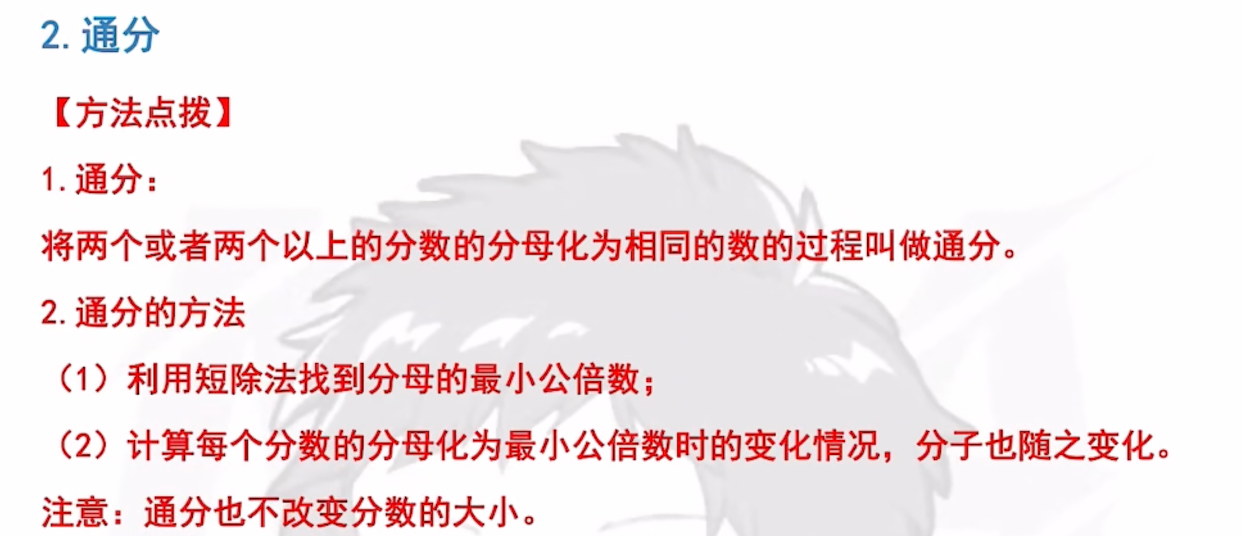 2.通分
【方法点拨】
1.通分：
将两个或者两个以上的分数的分母化为相同的数的过程叫做通分。
2.通分的方法
（1）利用短除法找到分母的最小公倍数；
（2）计算每个分数的分母化为最小公倍数时的变化情况，分子也随之变化。
注意：通分也不改变分数的大小。